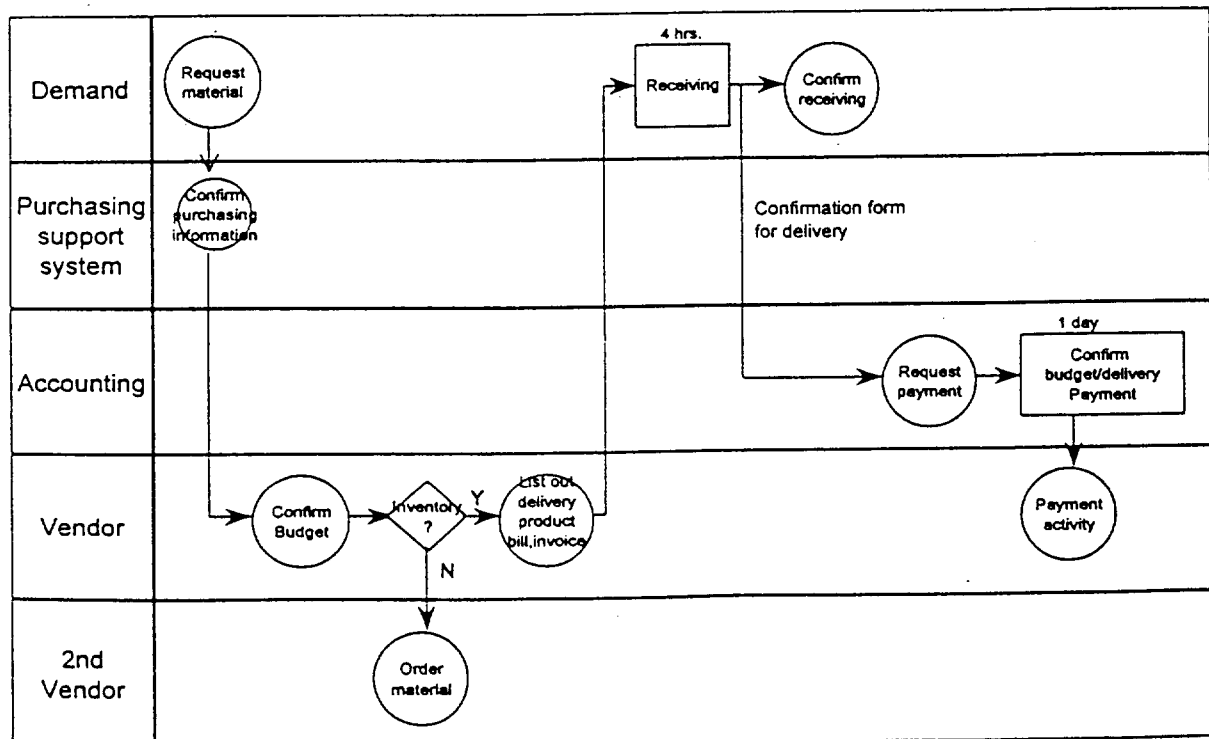 Demand
Request
material
4 hrs.
Receiving
Confirm
receiving
Purchasing
support
system
Confirm
purchasing
information
Confirmation form
for delivery
Accounting
Request
payment
1 day
Confirm
budget/delivery
Payment
Vendor
Confirm
Budget
inventory
?
Y
N
List out
delivery
product
bill,invoice
Payment
activity
2nd
Vendor
Order
material